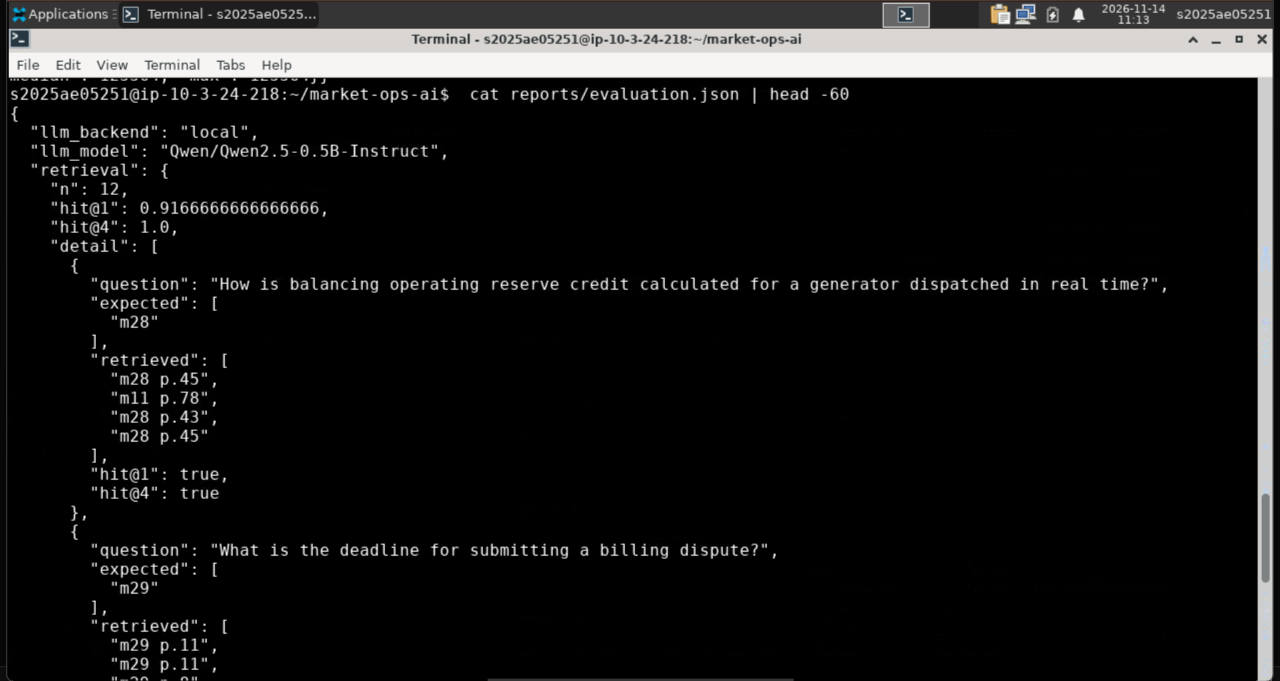 Applications
Terminal - s2025ae0525...
2026-11-14
11:13
s2025ae05251
Terminal - s2025ae05251@ip-10-3-24-218:~/market-ops-ai
File Edit View Terminal Tabs Help
s2025ae05251@ip-10-3-24-218:~/market-ops-ai$  cat reports/evaluation.json | head -60
{
  "llm_backend": "local",
  "llm_model": "Qwen/Qwen2.5-0.5B-Instruct",
  "retrieval": {
    "n": 12,
    "hit@1": 0.9166666666666666,
    "hit@4": 1.0,
    "detail": [
      {
        "question": "How is balancing operating reserve credit calculated for a generator dispatched in real time?",
        "expected": [
          "m28"
        ],
        "retrieved": [
          "m28 p.45",
          "m11 p.78",
          "m28 p.43",
          "m28 p.45"
        ],
        "hit@1": true,
        "hit@4": true
      },
      {
        "question": "What is the deadline for submitting a billing dispute?",
        "expected": [
          "m29"
        ],
        "retrieved": [
          "m29 p.11",
          "m29 p.11",